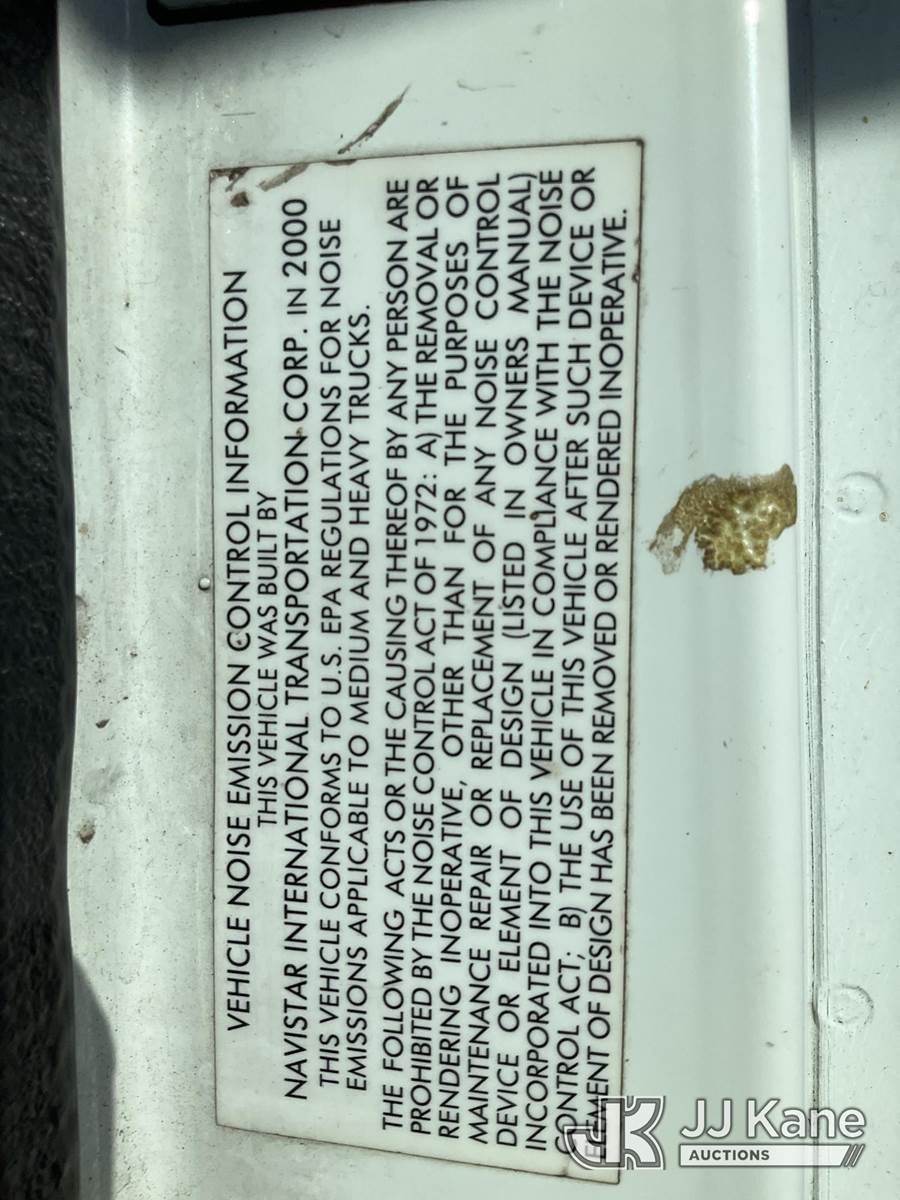 VEHICLE NOISE EMISSION CONTROL INFORMATION
THIS VEHICLE WAS BUILT BY
NAVISTAR INTERNATIONAL TRANSPORTATION CORP. IN 2000
THIS VEHICLE CONFORMS TO U.S. EPA REGULATIONS FOR NOISE
EMISSIONS APPLICABLE TO MEDIUM AND HEAVY TRUCKS.
THE FOLLOWING ACTS OR THE CAUSING THEREOF BY ANY PERSON ARE
PROHIBITED BY THE NOISE CONTROL ACT OF 1972: A) THE REMOVAL OR
RENDERING INOPERATIVE, OTHER THAN FOR THE PURPOSES OF
MAINTENANCE REPAIR OR REPLACEMENT OF ANY NOISE CONTROL
DEVICE OR ELEMENT OF DESIGN (LISTED IN OWNERS MANUAL)
INCORPORATED INTO THIS VEHICLE IN COMPLIANCE WITH THE NOISE
CONTROL ACT; B) THE USE OF THIS VEHICLE AFTER SUCH DEVICE OR
ELEMENT OF DESIGN HAS BEEN REMOVED OR RENDERED INOPERATIVE.
JK JJ Kane
AUCTIONS